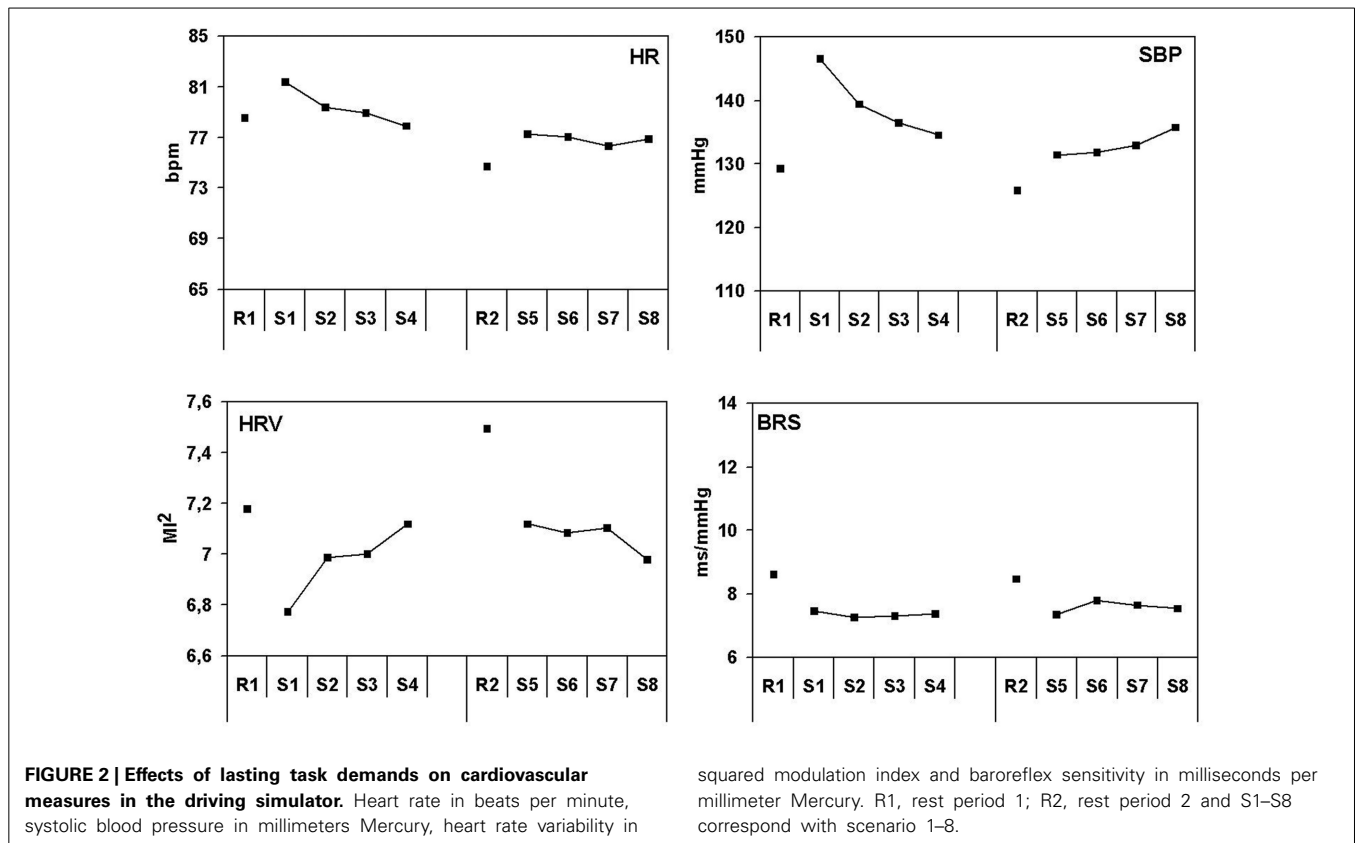 HR
85
81
77
73
69
65
bpm
R1 S1 S2 S3 S4 R2 S5 S6 S7 S8
SBP
150
140
130
120
110
mmHg
R1 S1 S2 S3 S4 R2 S5 S6 S7 S8
HRV
7,6
7,4
7,2
7
6,8
6,6
MI²
R1 S1 S2 S3 S4 R2 S5 S6 S7 S8
BRS
14
12
10
8
6
ms/mmHg
R1 S1 S2 S3 S4 R2 S5 S6 S7 S8
FIGURE 2 | Effects of lasting task demands on cardiovascular
measures in the driving simulator. Heart rate in beats per minute,
systolic blood pressure in millimeters Mercury, heart rate variability in
squared modulation index and baroreflex sensitivity in milliseconds per
millimeter Mercury. R1, rest period 1; R2, rest period 2 and S1–S8
correspond with scenario 1–8.